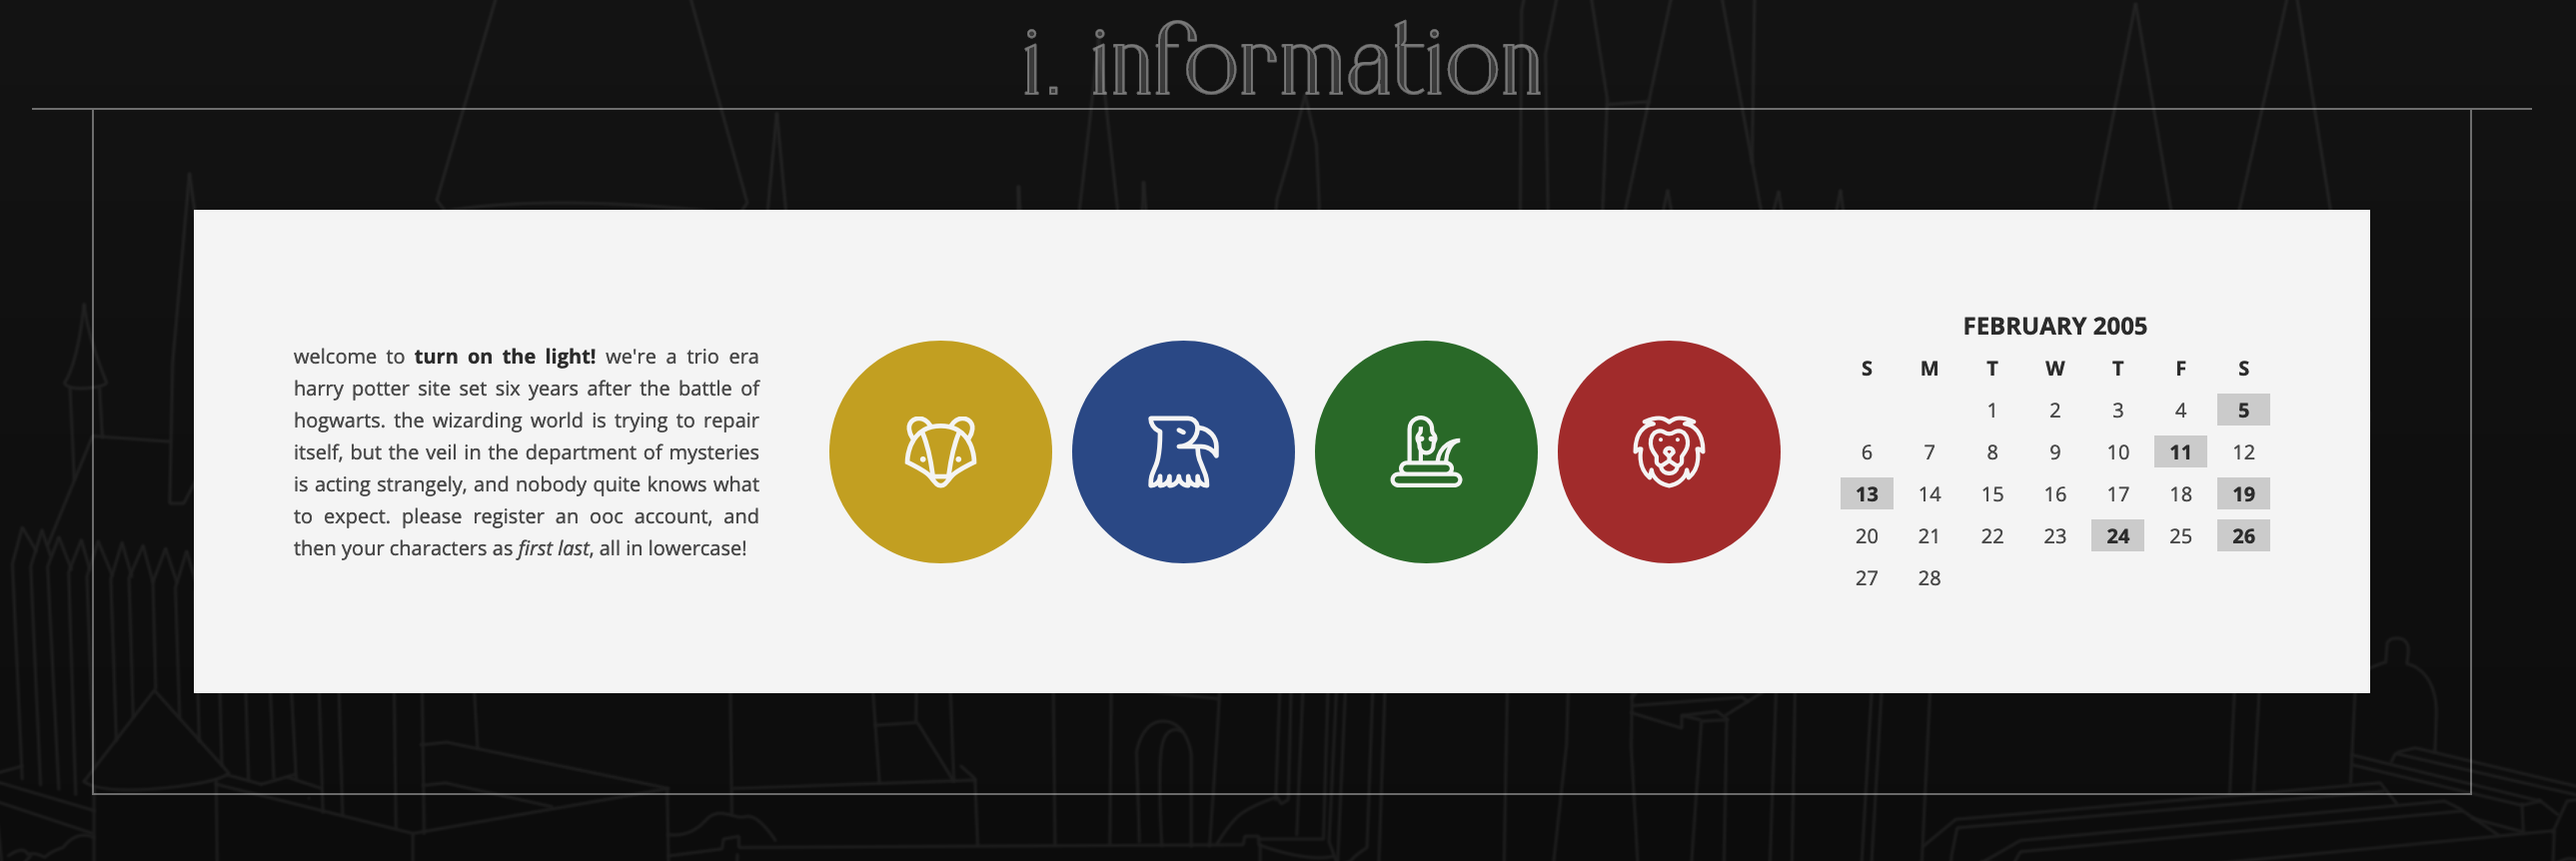 i. information
welcome to turn on the light! we're a trio era
harry potter site set six years after the battle of
hogwarts. the wizarding world is trying to repair
itself, but the veil in the department of mysteries
is acting strangely, and nobody quite knows what
to expect. please register an ooc account, and
then your characters as first last, all in lowercase!
FEBRUARY 2005
S M T W T F S
1 2 3 4 5
6 7 8 9 10 11 12
13 14 15 16 17 18 19
20 21 22 23 24 25 26
27 28